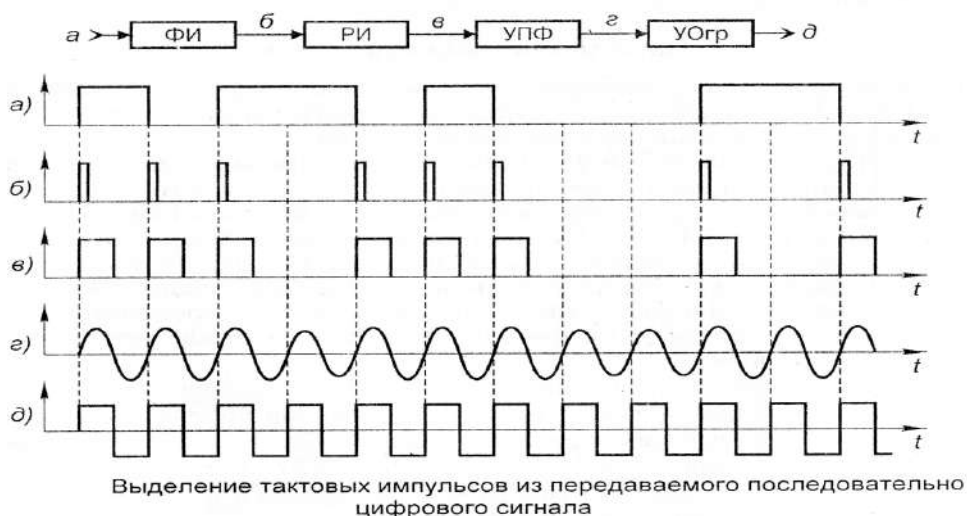 а ФИ б РИ в УПФ г УОгр д
а)
t
б)
t
в)
t
г)
t
д)
t
Выделение тактовых импульсов из передаваемого последовательно
цифрового сигнала